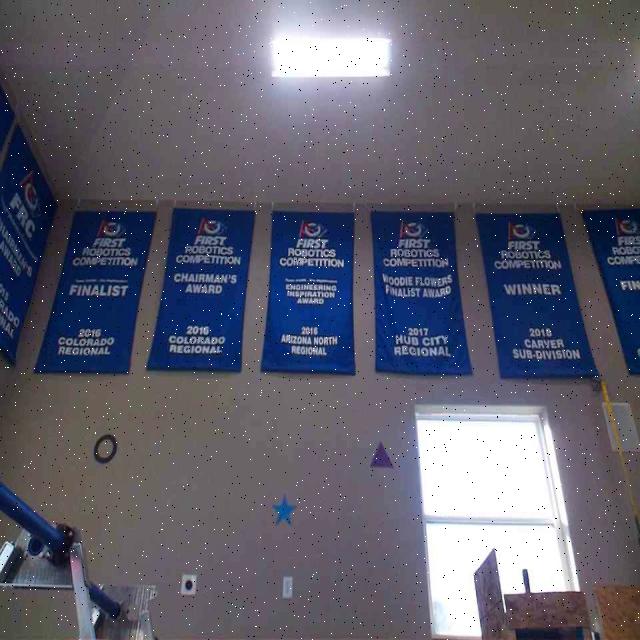 FRC
FIRST
ROBOTICS
COMPETITION
FINALIST
2016
COLORADO
REGIONAL
FIRST
ROBOTICS
COMPETITION
CHAIRMAN'S
AWARD
2016
COLORADO
REGIONAL
FIRST
ROBOTICS
COMPETITION
ENGINEERING
INSPIRATION
AWARD
2016
ARIZONA NORTH
REGIONAL
FIRST
ROBOTICS
COMPETITION
WOODIE FLOWERS
FINALIST AWARD
2017
HUB CITY
REGIONAL
FIRST
ROBOTICS
COMPETITION
WINNER
2018
CARVER
SUB-DIVISION
FIRST